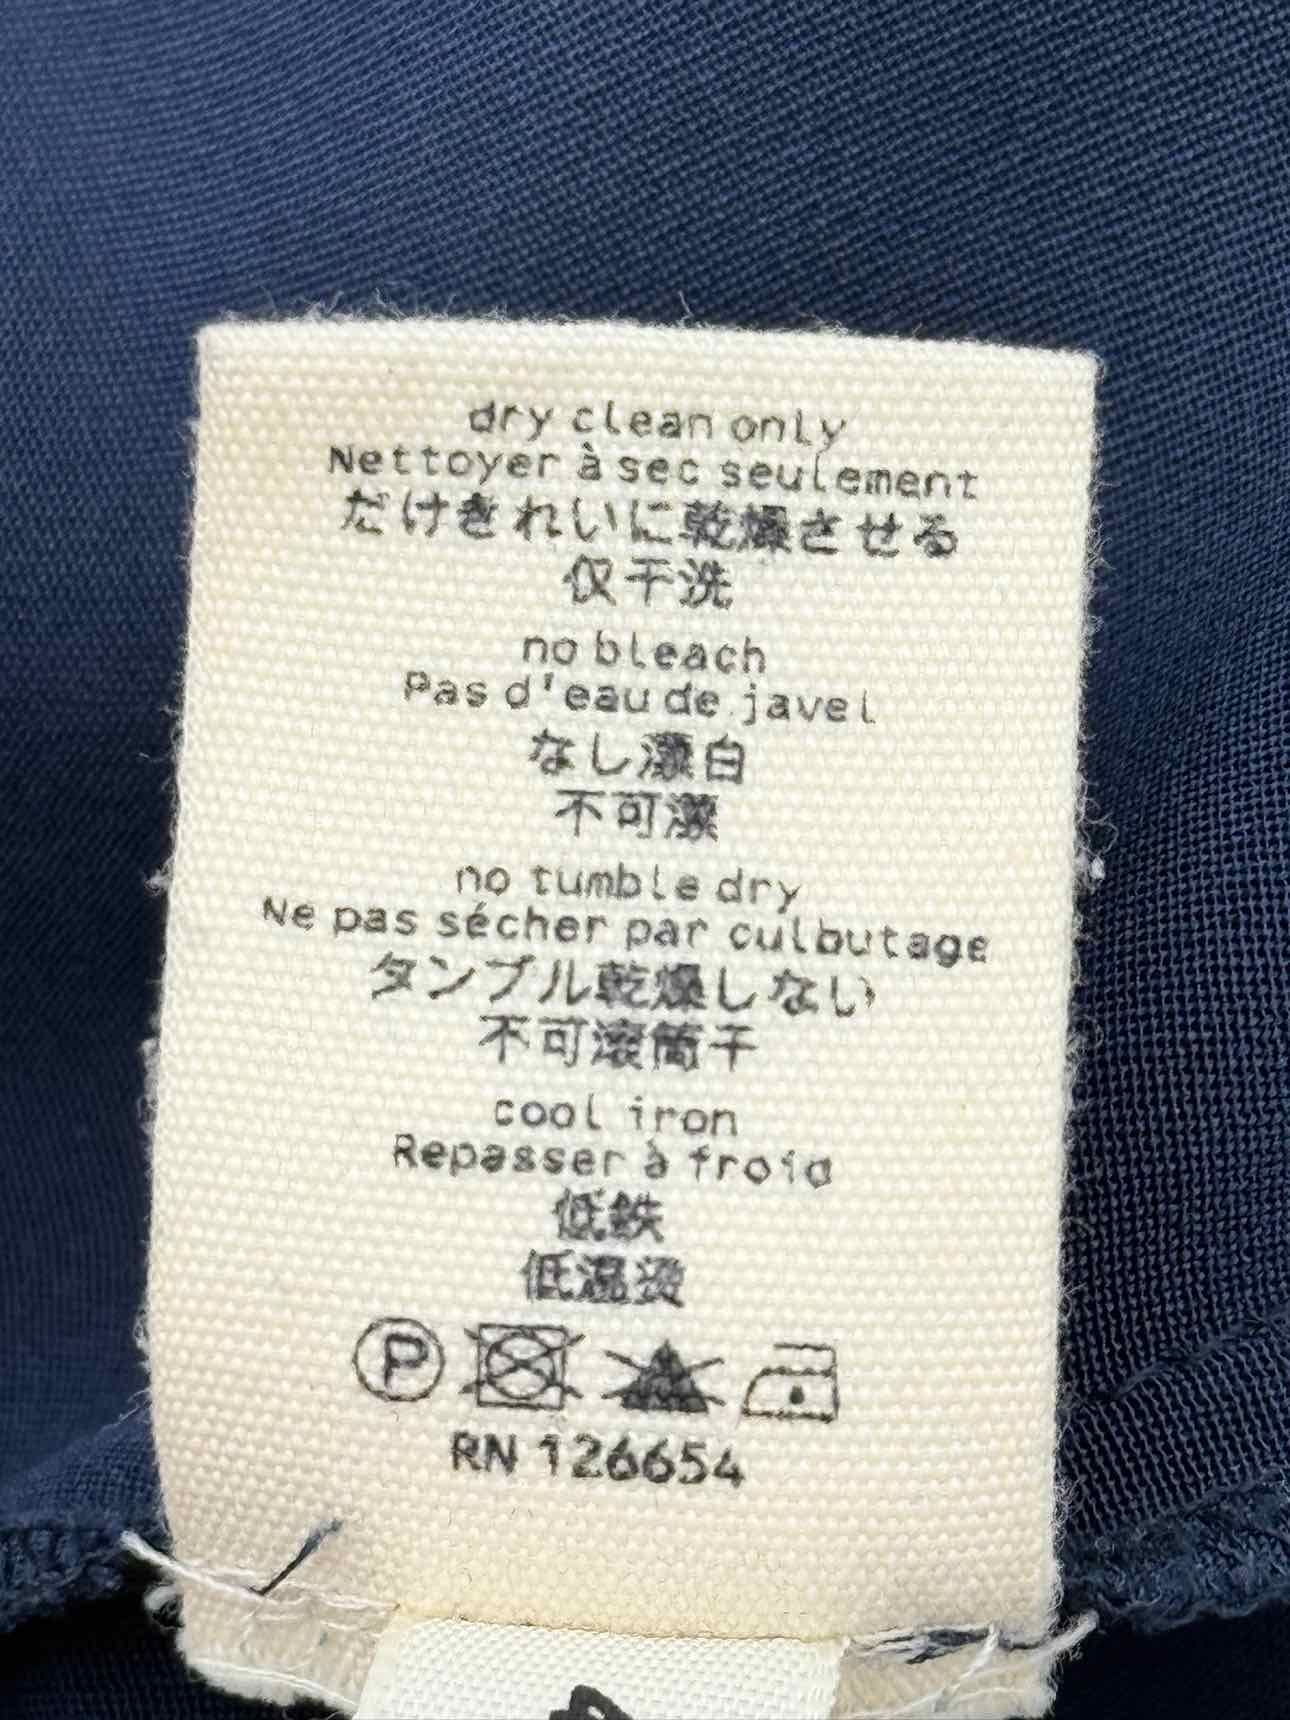 dry clean only
Nettoyer à sec seulement
だけきれいに乾燥させる
仅干洗
no bleach
Pas d'eau de javel
なし漂白
不可漂
no tumble dry
Ne pas sécher par culbutage
タンブル乾燥しない
不可滚筒干
cool iron
Repasser à froid
低鉄
低温烫
P
RN 126654